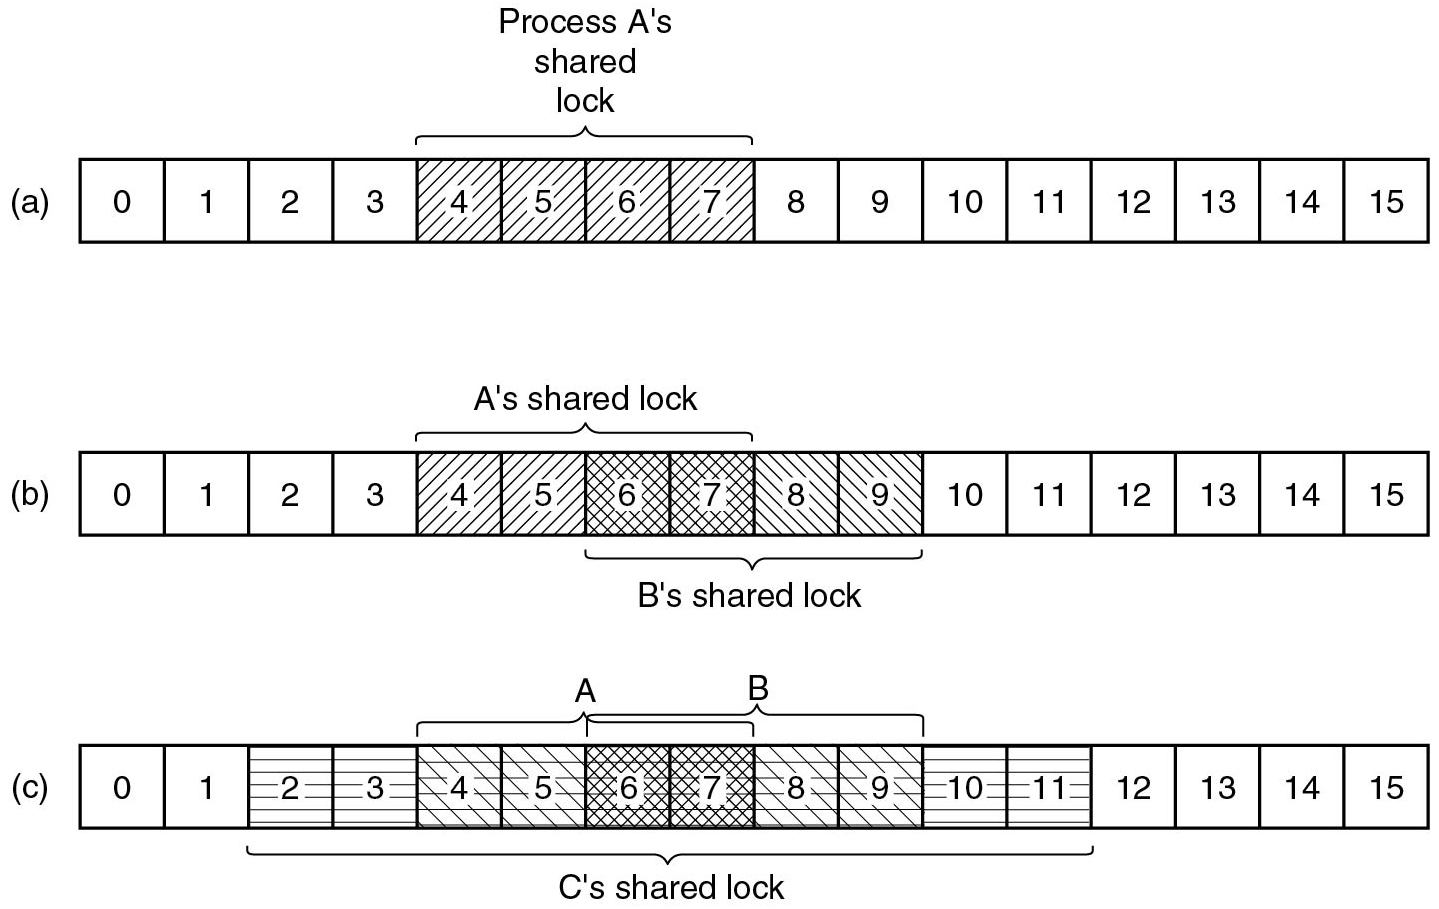 Process A's
shared
lock
(a) 0 1 2 3 4 5 6 7 8 9 10 11 12 13 14 15
A's shared lock
(b) 0 1 2 3 4 5 6 7 8 9 10 11 12 13 14 15
B's shared lock
A B
(c) 0 1 2 3 4 5 6 7 8 9 10 11 12 13 14 15
C's shared lock